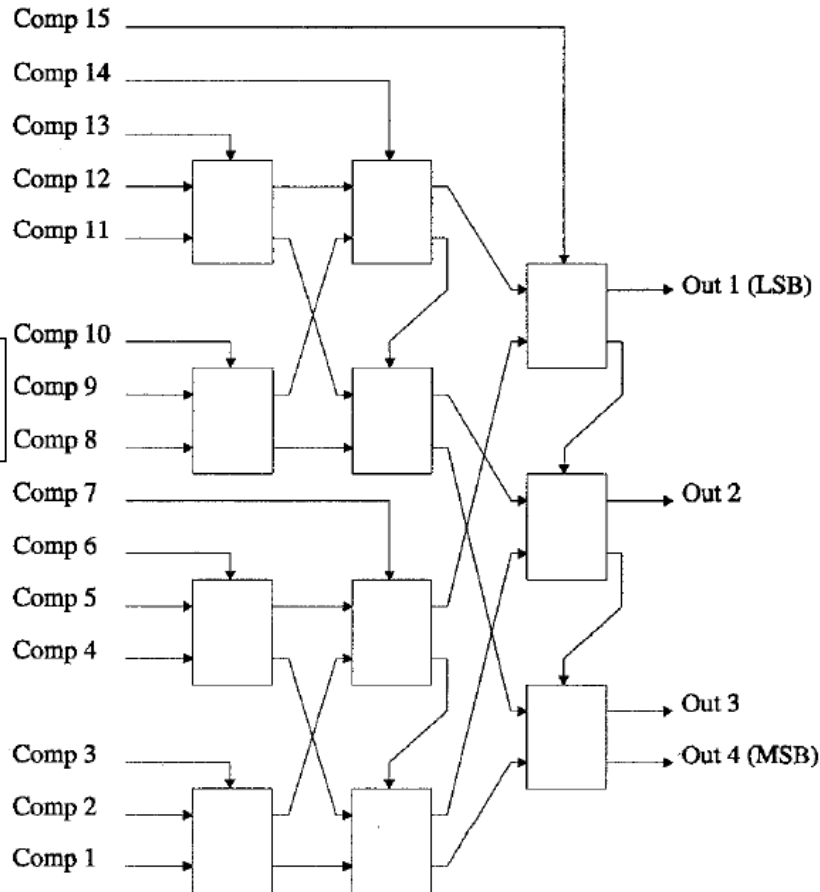 Comp 15
Comp 14
Comp 13
Comp 12
Comp 11
Comp 10
Comp 9
Comp 8
Comp 7
Comp 6
Comp 5
Comp 4
Comp 3
Comp 2
Comp 1
Out 1 (LSB)
Out 2
Out 3
Out 4 (MSB)